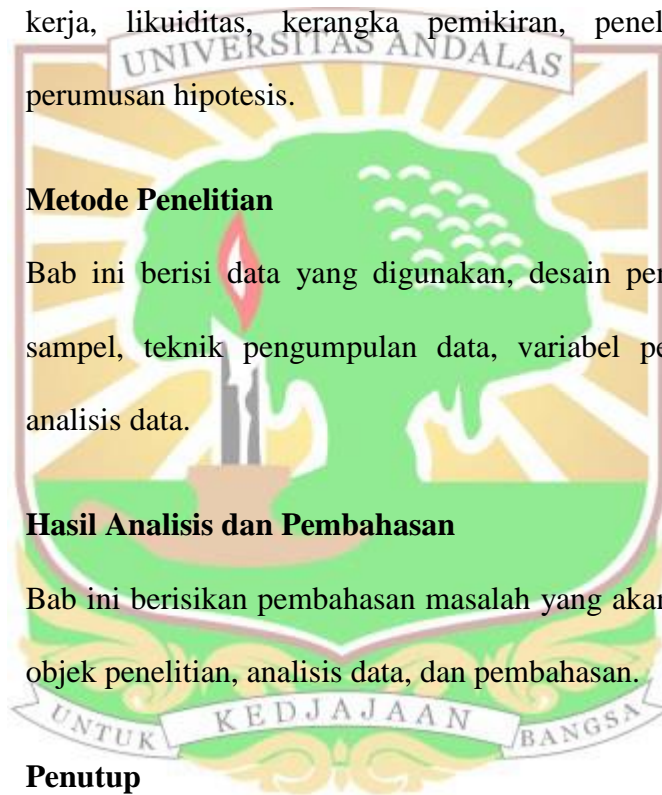 kerja, likuiditas, kerangka pemikiran, penel
UNIVERSITAS ANDALAS
perumusan hipotesis.
Metode Penelitian
Bab ini berisi data yang digunakan, desain per
sampel, teknik pengumpulan data, variabel pe
analisis data.
Hasil Analisis dan Pembahasan
Bab ini berisikan pembahasan masalah yang akan
objek penelitian, analisis data, dan pembahasan.
UNTUK KEDJAJAAN BANGSA
Penutup